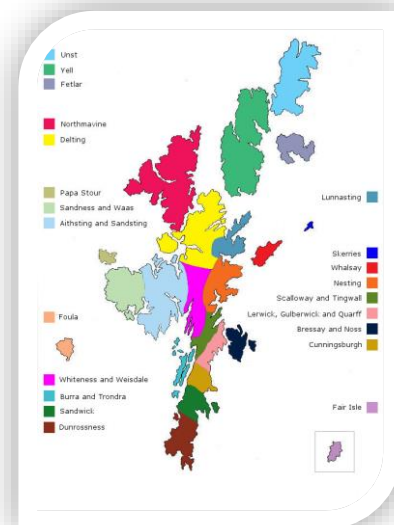 Unst
Yell
Fetlar
Northmavine
Delting
Lunnasting
Papa Stour
Sandness and Waas
Aithsting and Sandsting
Skerries
Whalsay
Nesting
Scalloway and Tingwall
Foula
Lerwick, Gulberwick and Quarff
Bressay and Noss
Cunningsburgh
Whiteness and Weisdale
Burra and Trondra
Sandwick
Dunrossness
Fair Isle